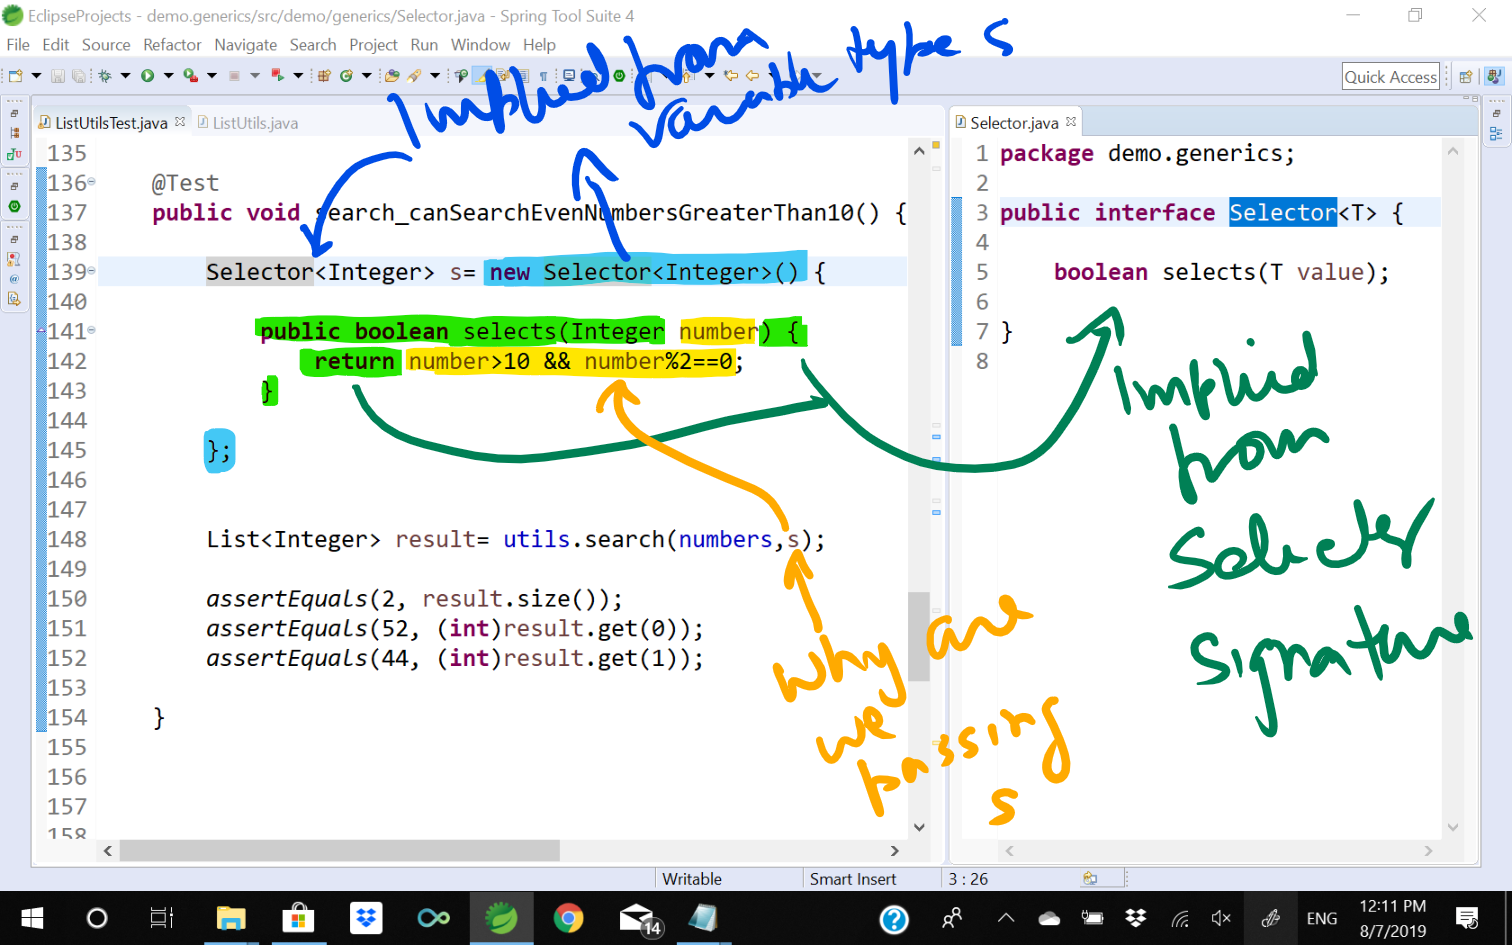 EclipseProjects - demo.generics/src/demo/generics/Selector.java - Spring Tool Suite 4
File Edit Source Refactor Navigate Search Project Run Window Help
Quick Access
Implied from
variable type s
ListUtilsTest.java ListUtils.java
135
136 @Test
137 public void search_canSearchEvenNumbersGreaterThan10() {
138
139 Selector<Integer> s= new Selector<Integer>() {
140
141 public boolean selects(Integer number) {
142 return number>10 && number%2==0;
143 }
144
145 };
146
147
148 List<Integer> result= utils.search(numbers,s);
149
150 assertEquals(2, result.size());
151 assertEquals(52, (int)result.get(0));
152 assertEquals(44, (int)result.get(1));
153
154 }
155
156
157
158
why are
we
passing
s
Selector.java
1 package demo.generics;
2
3 public interface Selector<T> {
4
5 boolean selects(T value);
6
7 }
8
Implied
from
Selector
Signature
Writable Smart Insert 3 : 26
14
ENG
12:11 PM
8/7/2019